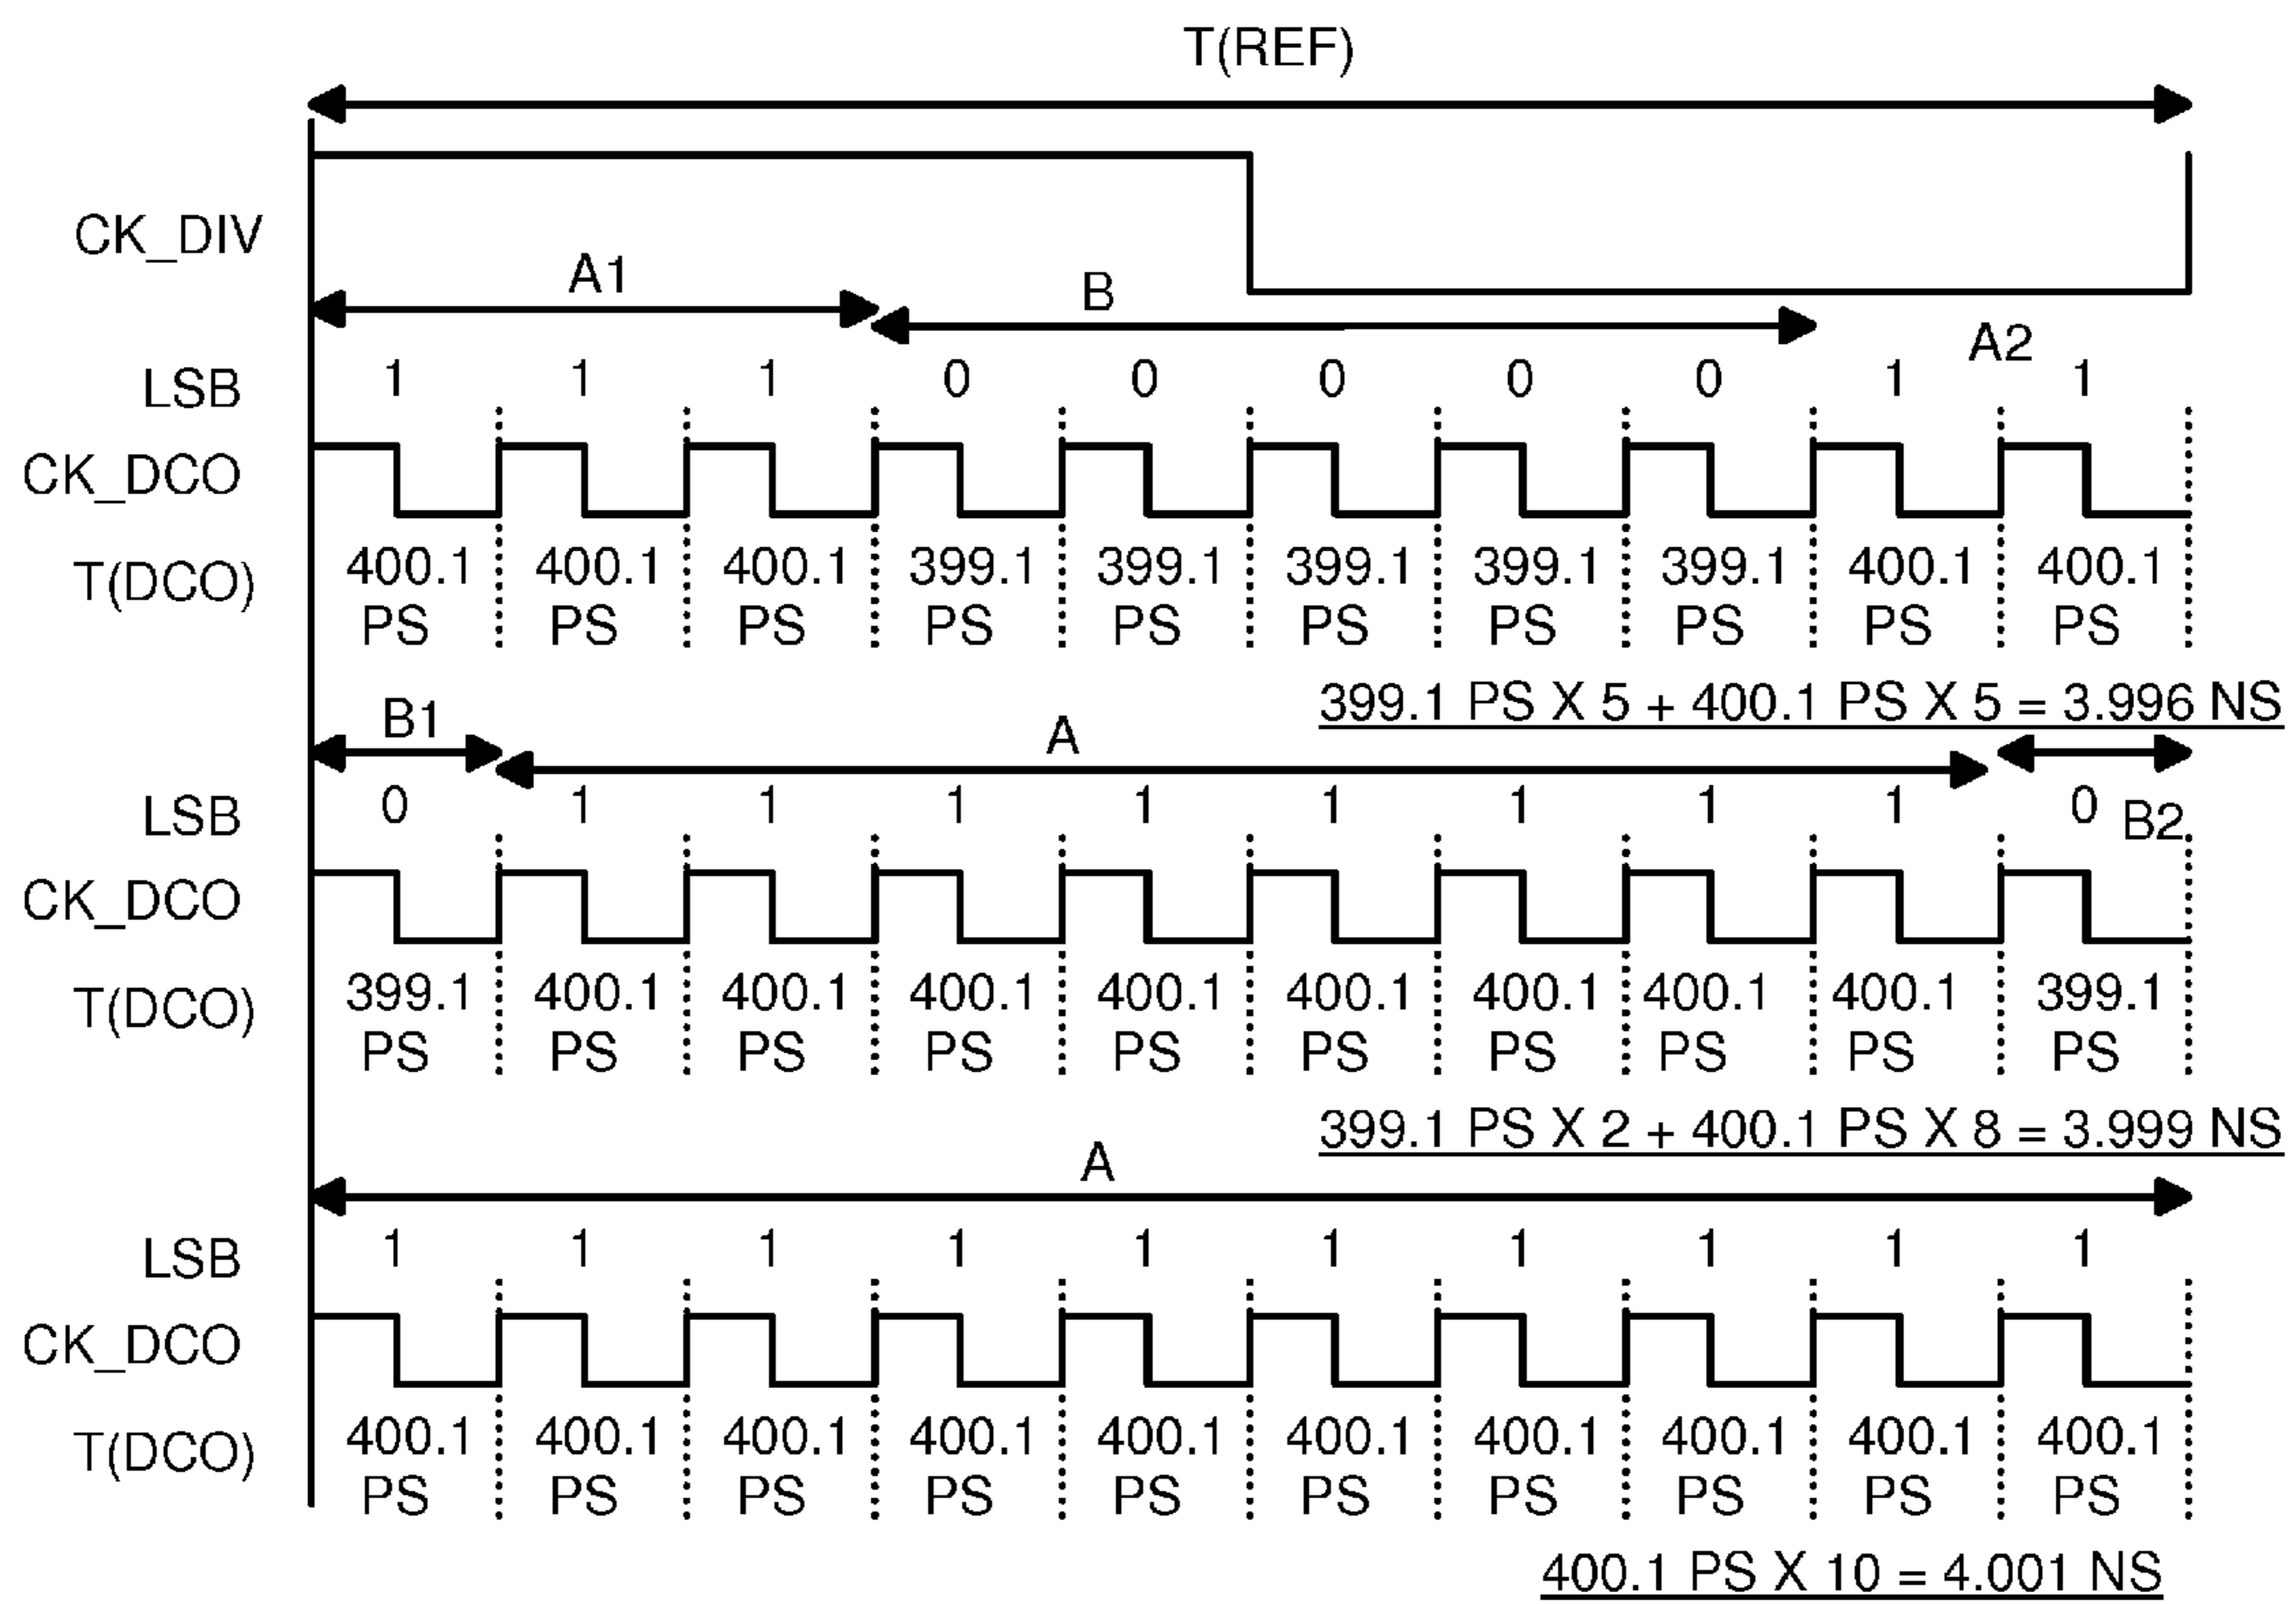 T(REF)
CK_DIV
A1
B
A2
LSB 1 1 1 0 0 0 0 0 1 1
CK_DCO
T(DCO) 400.1 400.1 400.1 399.1 399.1 399.1 399.1 399.1 400.1 400.1
PS PS PS PS PS PS PS PS PS PS
399.1 PS X 5 + 400.1 PS X 5 = 3.996 NS
B1
A
LSB 0 1 1 1 1 1 1 1 1 0
B2
CK_DCO
T(DCO) 399.1 400.1 400.1 400.1 400.1 400.1 400.1 400.1 400.1 399.1
PS PS PS PS PS PS PS PS PS PS
399.1 PS X 2 + 400.1 PS X 8 = 3.999 NS
A
LSB 1 1 1 1 1 1 1 1 1 1
CK_DCO
T(DCO) 400.1 400.1 400.1 400.1 400.1 400.1 400.1 400.1 400.1 400.1
PS PS PS PS PS PS PS PS PS PS
400.1 PS X 10 = 4.001 NS